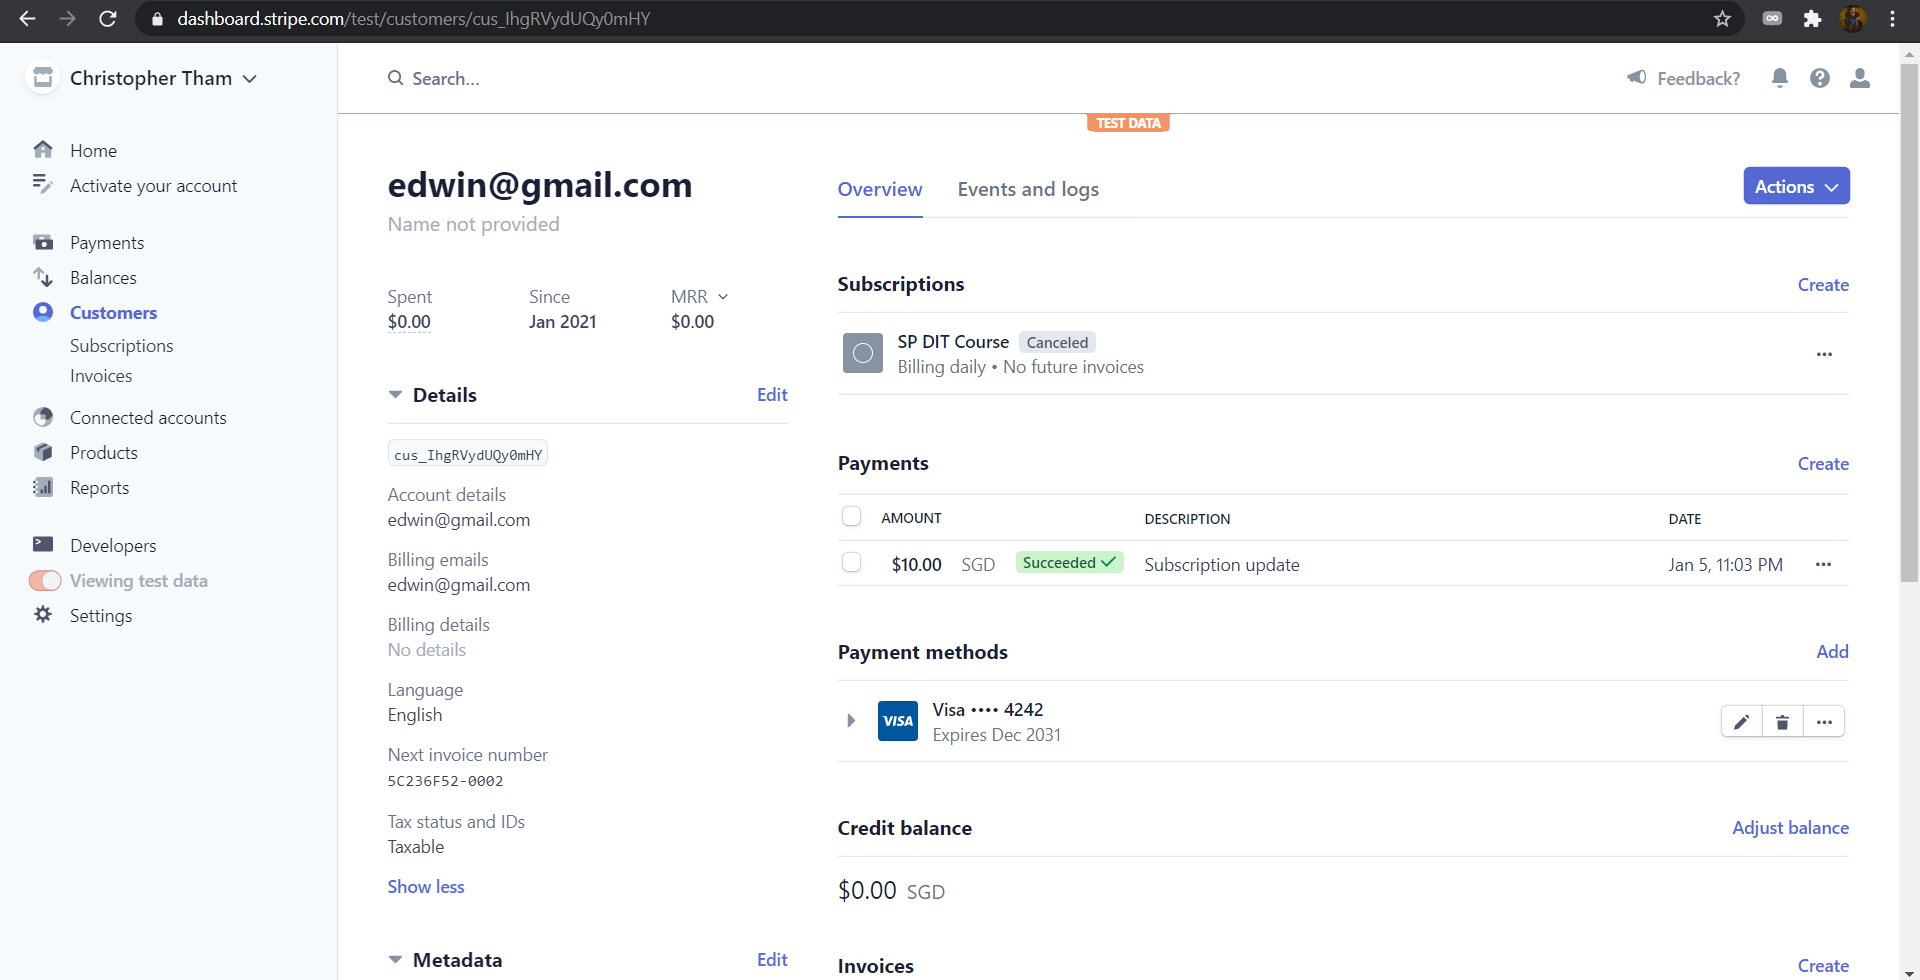 dashboard.stripe.com/test/customers/cus_IhgRVydUQy0mHY
Christopher Tham
Search...
Feedback?
TEST DATA
Home
Activate your account
Payments
Balances
Customers
Subscriptions
Invoices
Connected accounts
Products
Reports
Developers
Viewing test data
Settings
edwin@gmail.com
Name not provided
Spent
$0.00
Since
Jan 2021
MRR
$0.00
Details
Edit
cus_IhgRVydUQy0mHY
Account details
edwin@gmail.com
Billing emails
edwin@gmail.com
Billing details
No details
Language
English
Next invoice number
5C236F52-0002
Tax status and IDs
Taxable
Show less
Metadata
Edit
Overview
Events and logs
Actions
Subscriptions
Create
SP DIT Course Canceled
Billing daily • No future invoices
Payments
Create
AMOUNT DESCRIPTION DATE
$10.00 SGD Succeeded Subscription update Jan 5, 11:03 PM
Payment methods
Add
VISA
Visa •••• 4242
Expires Dec 2031
Credit balance
Adjust balance
$0.00 SGD
Invoices
Create